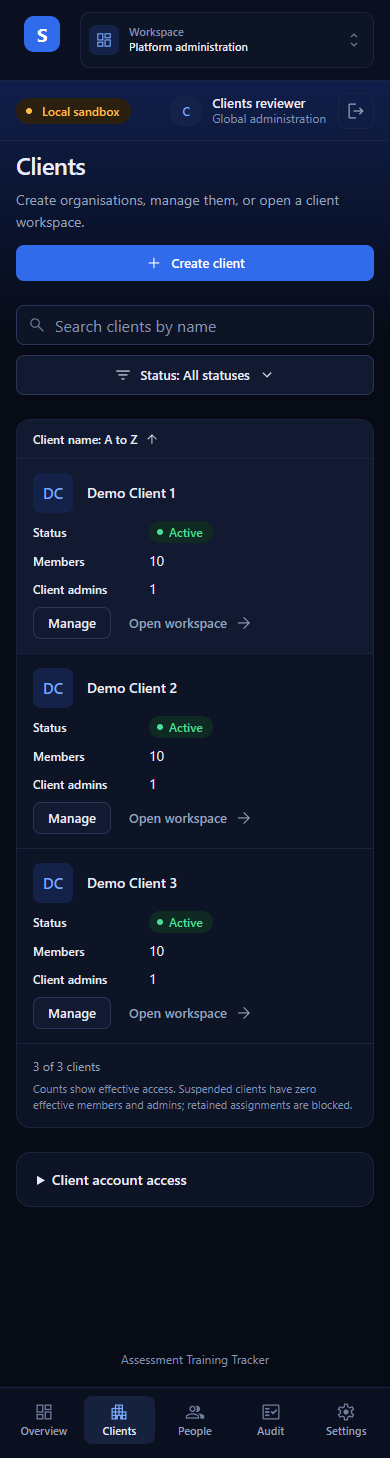 S
Workspace
Platform administration
Local sandbox
C
Clients reviewer
Global administration
Clients
Create organisations, manage them, or open a client
workspace.
Create client
Search clients by name
Status: All statuses
Client name: A to Z
DC
Demo Client 1
Status
Active
Members
10
Client admins
1
Manage
Open workspace
DC
Demo Client 2
Status
Active
Members
10
Client admins
1
Manage
Open workspace
DC
Demo Client 3
Status
Active
Members
10
Client admins
1
Manage
Open workspace
3 of 3 clients
Counts show effective access. Suspended clients have zero
effective members and admins; retained assignments are blocked.
Client account access
Assessment Training Tracker
Overview
Clients
People
Audit
Settings